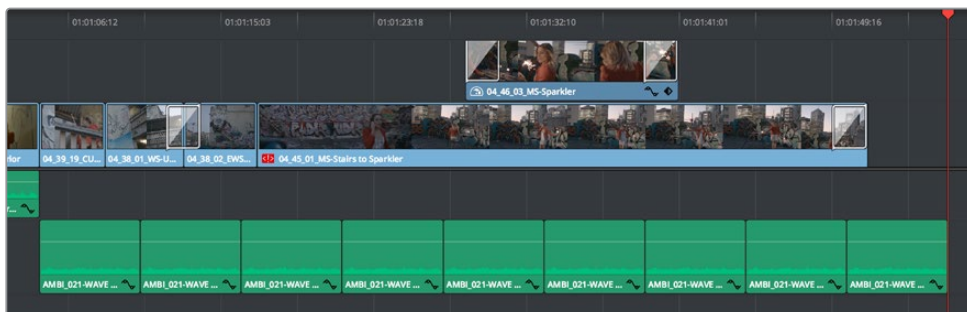 01:01:06:12 01:01:15:03 01:01:23:18 01:01:32:10 01:01:41:01 01:01:49:16
04_46_03_MS-Sparkler
lor 04_39_19_CU... 04_38_01_WS-U... 04_38_02_EWS... 04_45_01_MS-Stairs to Sparkler
r...
AMBI_021-WAVE ... AMBI_021-WAVE ... AMBI_021-WAVE ... AMBI_021-WAVE ... AMBI_021-WAVE ... AMBI_021-WAVE ... AMBI_021-WAVE ... AMBI_021-WAVE ... AMBI_021-WAVE ...